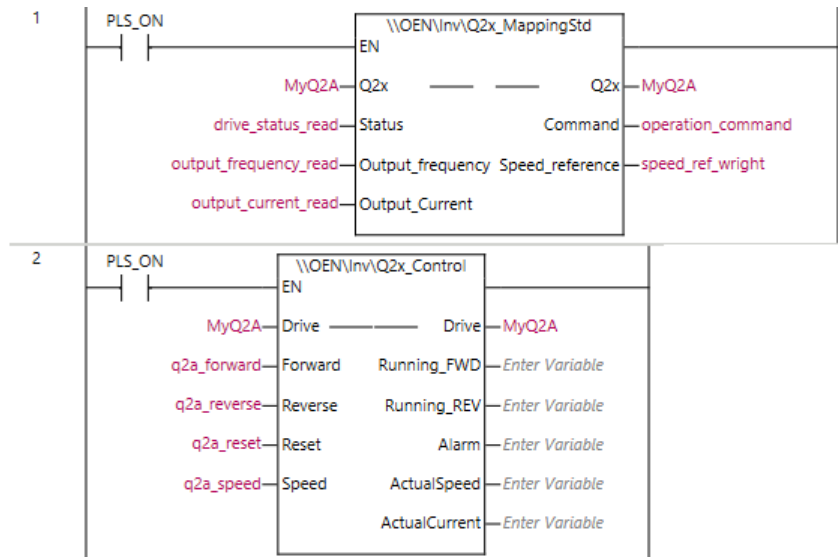 1 PLS_ON \\OEN\Inv\Q2x_MappingStd
EN
MyQ2A Q2x Q2x MyQ2A
drive_status_read Status Command operation_command
output_frequency_read Output_frequency Speed_reference speed_ref_wright
output_current_read Output_Current
2 PLS_ON \\OEN\Inv\Q2x_Control
EN
MyQ2A Drive Drive MyQ2A
q2a_forward Forward Running_FWD Enter Variable
q2a_reverse Reverse Running_REV Enter Variable
q2a_reset Reset Alarm Enter Variable
q2a_speed Speed ActualSpeed Enter Variable
ActualCurrent Enter Variable